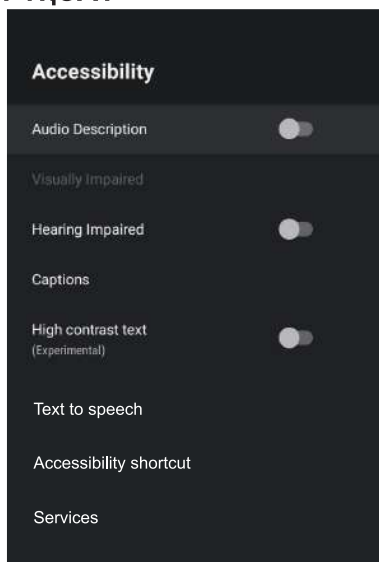 Accessibility
Audio Description
Visually Impaired
Hearing Impaired
Captions
High contrast text
(Experimental)
Text to speech
Accessibility shortcut
Services